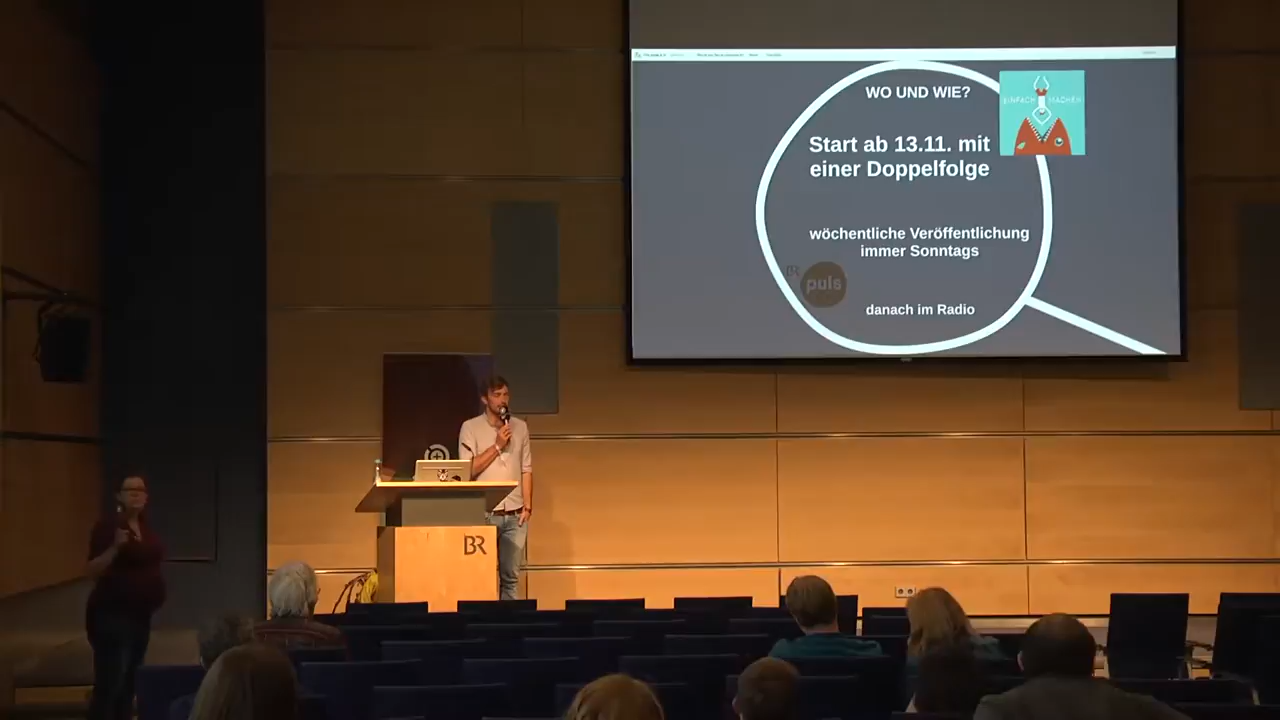 WO UND WIE?
EINFACH MACHEN
Start ab 13.11. mit
einer Doppelfolge
wöchentliche Veröffentlichung
immer Sonntags
BR
puls
danach im Radio
BR